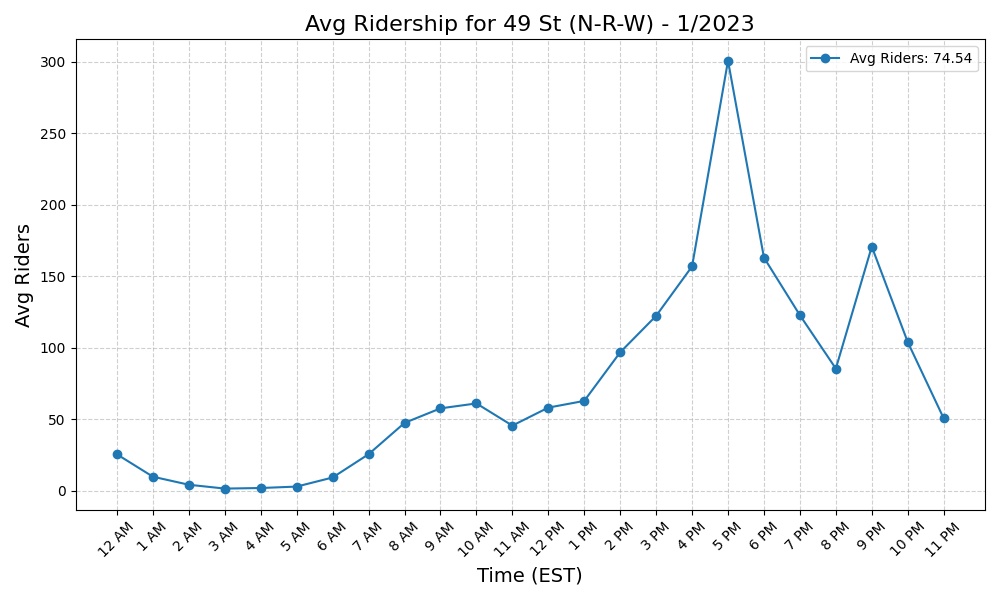 Avg Ridership for 49 St (N-R-W) - 1/2023
Avg Riders: 74.54
Avg Riders
300
250
200
150
100
50
0
12 AM
1 AM
2 AM
3 AM
4 AM
5 AM
6 AM
7 AM
8 AM
9 AM
10 AM
11 AM
12 PM
1 PM
2 PM
3 PM
4 PM
5 PM
6 PM
7 PM
8 PM
9 PM
10 PM
11 PM
Time (EST)